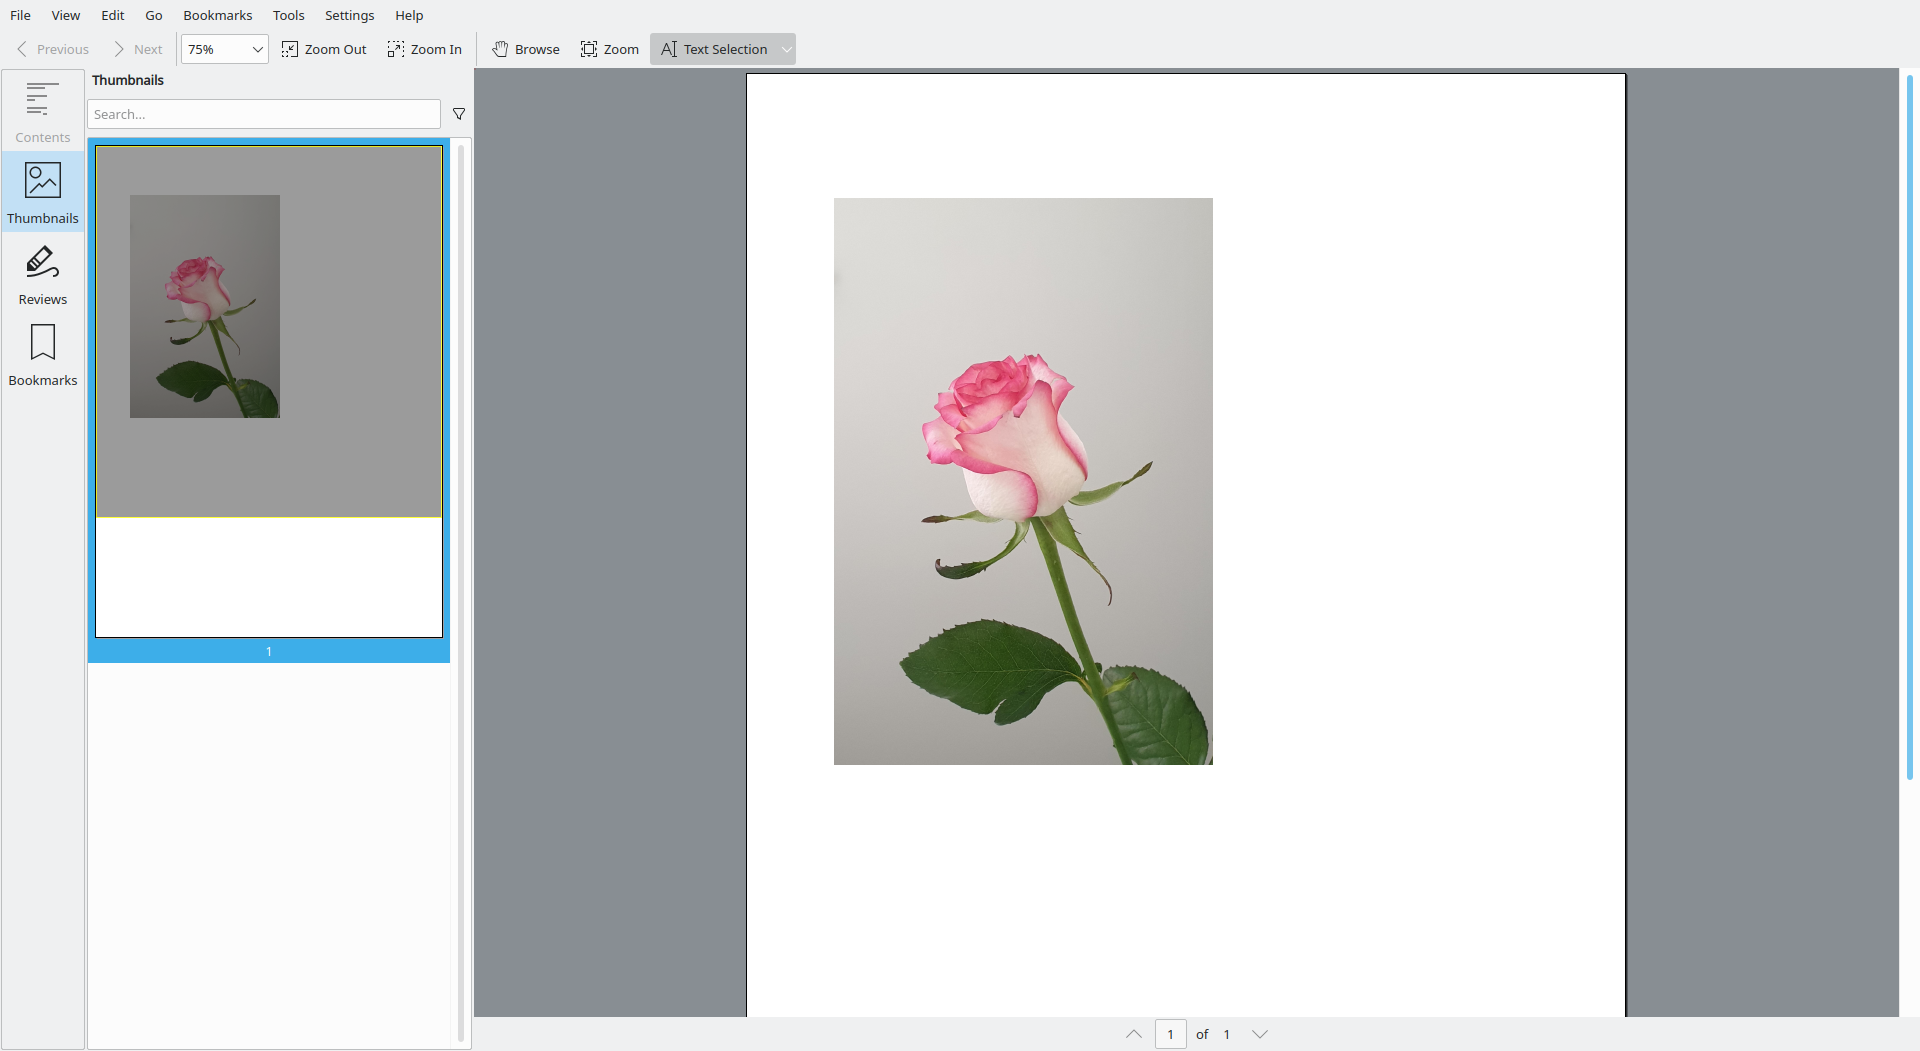 File View Edit Go Bookmarks Tools Settings Help
Previous Next 75% Zoom Out Zoom In Browse Zoom Text Selection
Thumbnails
Search...
Contents
Thumbnails
Reviews
Bookmarks
1
1 of 1